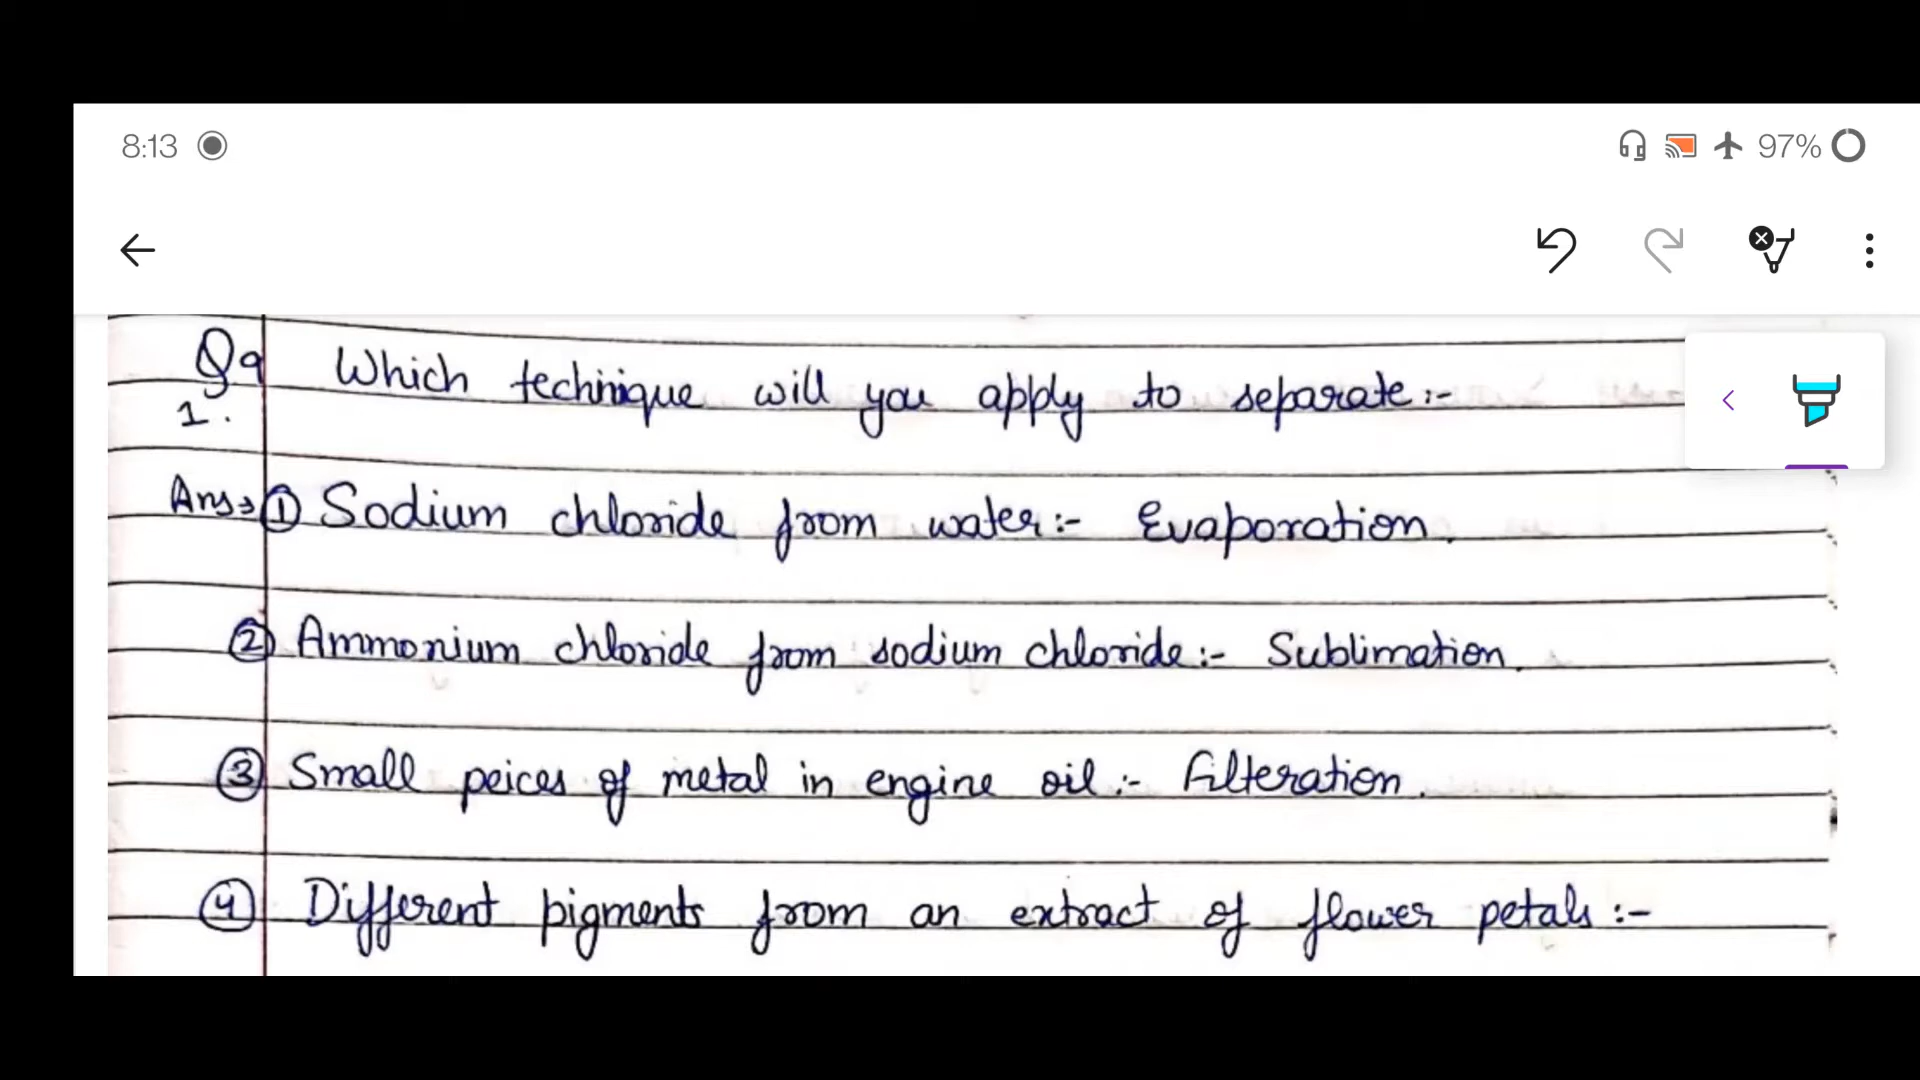 8:13 97%
Qq Which technique will you apply to separate:-
1.
Ans→ ① Sodium chloride from water:- Evaporation.
② Ammonium chloride from sodium chloride:- Sublimation.
③ Small peices of metal in engine oil:- Filteration.
④ Different pigments from an extract of flower petals:-